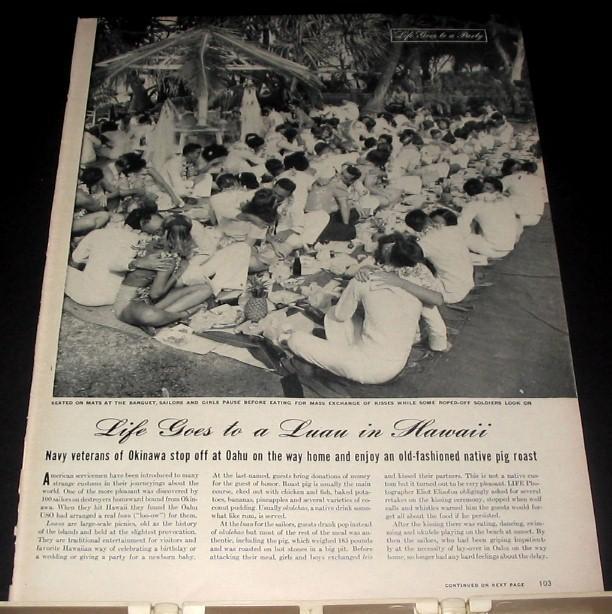 Life Goes to a Party
SEATED ON MATS AT THE BANQUET, SAILORS AND GIRLS PAUSE BEFORE EATING FOR MASS EXCHANGE OF KISSES WHILE SOME ROPED-OFF SOLDIERS LOOK ON
Life Goes to a Luau in Hawaii
Navy veterans of Okinawa stop off at Oahu on the way home and enjoy an old-fashioned native pig roast
American servicemen have been introduced to many
strange customs in their journeyings about the
world. One of the more pleasant was discovered by
100 sailors on destroyers homeward bound from Okin-
awa. When they hit Hawaii they found the Oahu
USO had arranged a real luau ("loo-ow") for them.
Luaus are large-scale picnics, old as the history
of the islands and held at the slightest provocation.
They are traditional entertainment for visitors and
favorite Hawaiian way of celebrating a birthday or
a wedding or giving a party for a newborn baby.
At the last-named, guests bring donations of money
for the guest of honor. Roast pig is usually the main
course, eked out with chicken and fish, baked pota-
toes, bananas, pineapples and several varieties of co-
conut pudding. Usually okolehao, a native drink some-
what like rum, is served.
At the luau for the sailors, guests drank pop instead
of okolehao but most of the meal was au-
thentic, including the pig, which weighed 185 pounds
and was roasted on hot stones in a big pit. Before
attacking their meal, girls and boys exchanged leis
and kissed their partners. This is not a native cus-
tom but it turned out to be very pleasant. LIFE Pho-
tographer Eliot Elisofon obligingly asked for several
retakes on the kissing ceremony, stopped when wolf
calls and whistles warned him the guests would for-
get all about the food if he persisted.
After the kissing there was eating, dancing, swim-
ming and ukulele playing on the beach at sunset. By
then the sailors, who had been griping impatient-
ly at the necessity of lay-over in Oahu on the way
home, no longer had any hard feelings about the delay.
CONTINUED ON NEXT PAGE 103